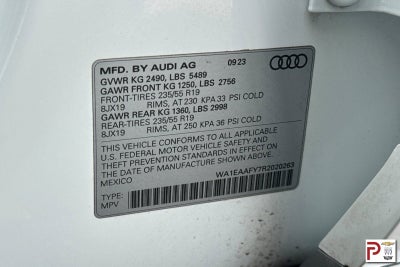 MFD. BY AUDI AG 09 23
GVWR KG 2490, LBS 5489
GAWR FRONT KG 1250, LBS 2756
FRONT-TIRES 235/55 R19
8JX19 RIMS, AT 230 KPA 33 PSI COLD
GAWR REAR KG 1360, LBS 2998
REAR-TIRES 235/55 R19
8JX19 RIMS, AT 250 KPA 36 PSI COLD
THIS VEHICLE CONFORMS TO ALL APPLICABLE
U.S. FEDERAL MOTOR VEHICLE SAFETY AND
THEFT PREVENTION STANDARDS IN EFFECT ON
THE DATE OF MANUFACTURE SHOWN ABOVE.
MEXICO
WA1EAAFY7R2020263
TYPE:
MPV
P